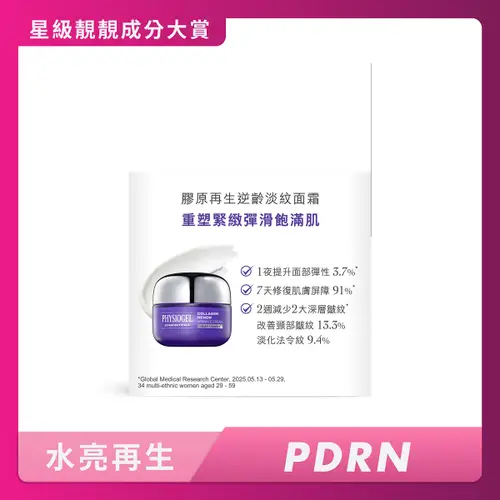 星級靚靚成分大賞
膠原再生逆齡淡紋面霜
重塑緊緻彈滑飽滿肌
1夜提升面部彈性 3.7%*
7天修復肌膚屏障 91%*
2週減少2大深層皺紋*
改善頸部皺紋 13.3%
淡化法令紋 9.4%
PHYSIOGEL
COLLAGEN
RENEW
*Global Medical Research Center, 2025.05.13 - 05.29,
34 multi-ethnic women aged 29 - 59
水亮再生
PDRN